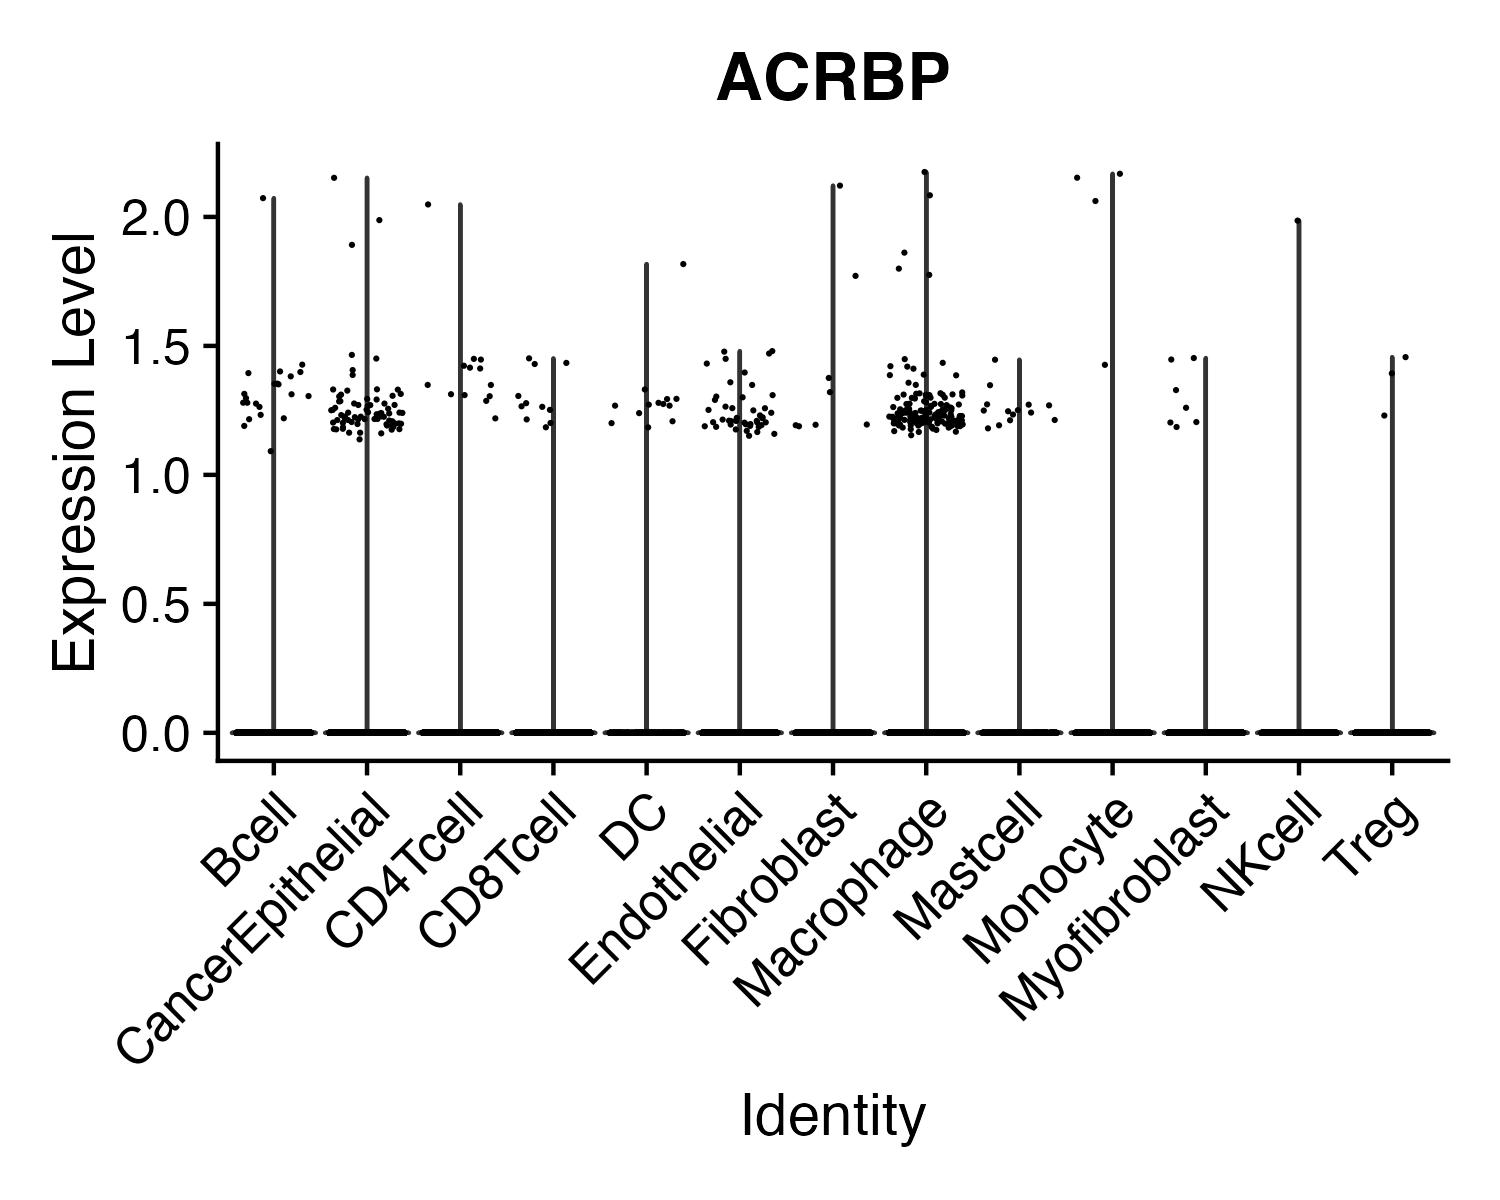 ACRBP
Expression Level
2.0
1.5
1.0
0.5
0.0
Bcell
CancerEpithelial
CD4Tcell
CD8Tcell
DC
Endothelial
Fibroblast
Macrophage
Mastcell
Monocyte
Myofibroblast
NKcell
Treg
Identity